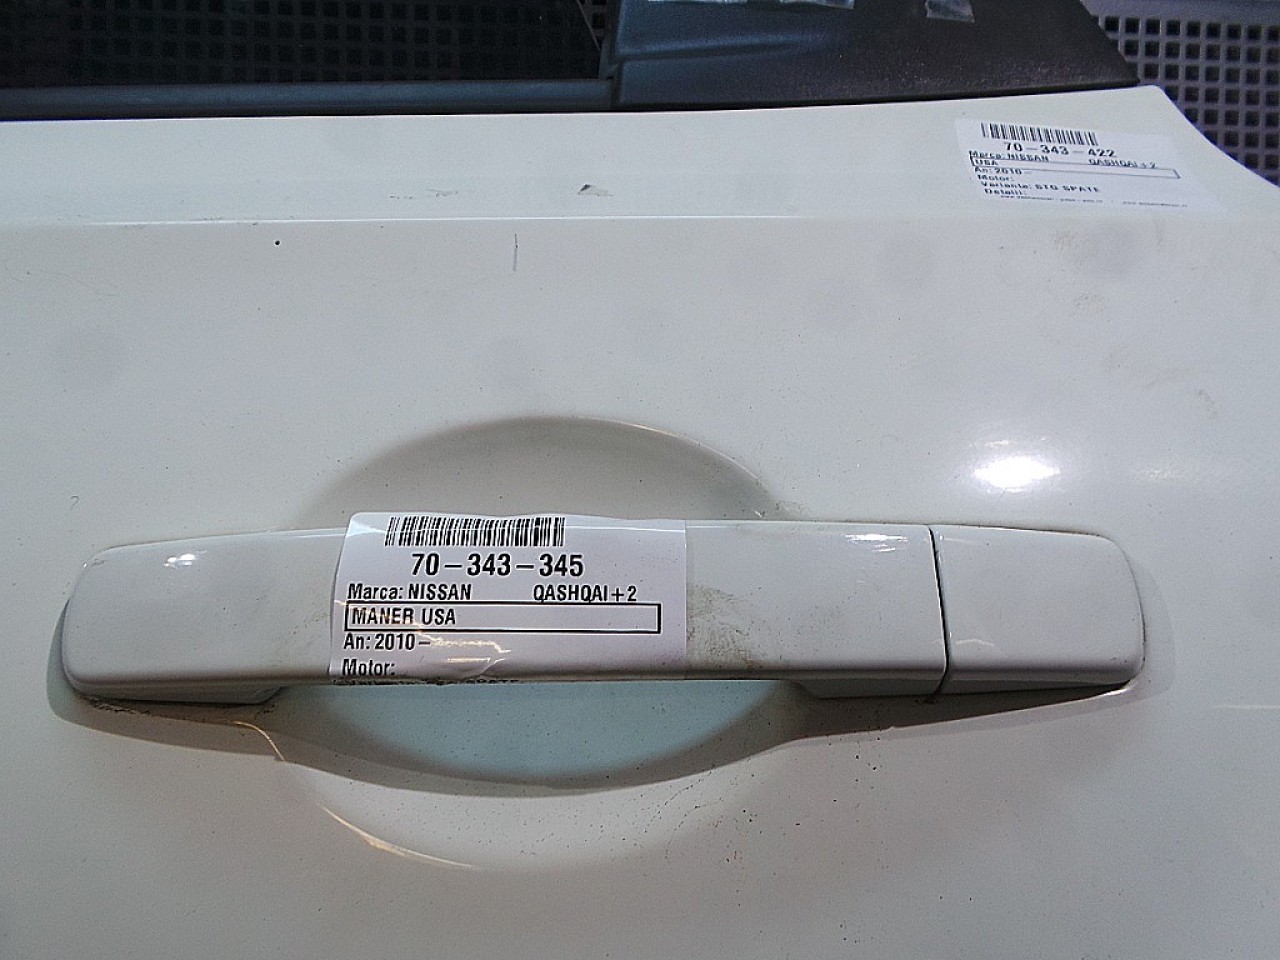 70-343-422
Marca: NISSAN QASHQAI+2
USA
An: 2010-
Motor:
Varianta: STG SPATE
Detalii:
70-343-345
Marca: NISSAN QASHQAI+2
MANER USA
An: 2010-
Motor: